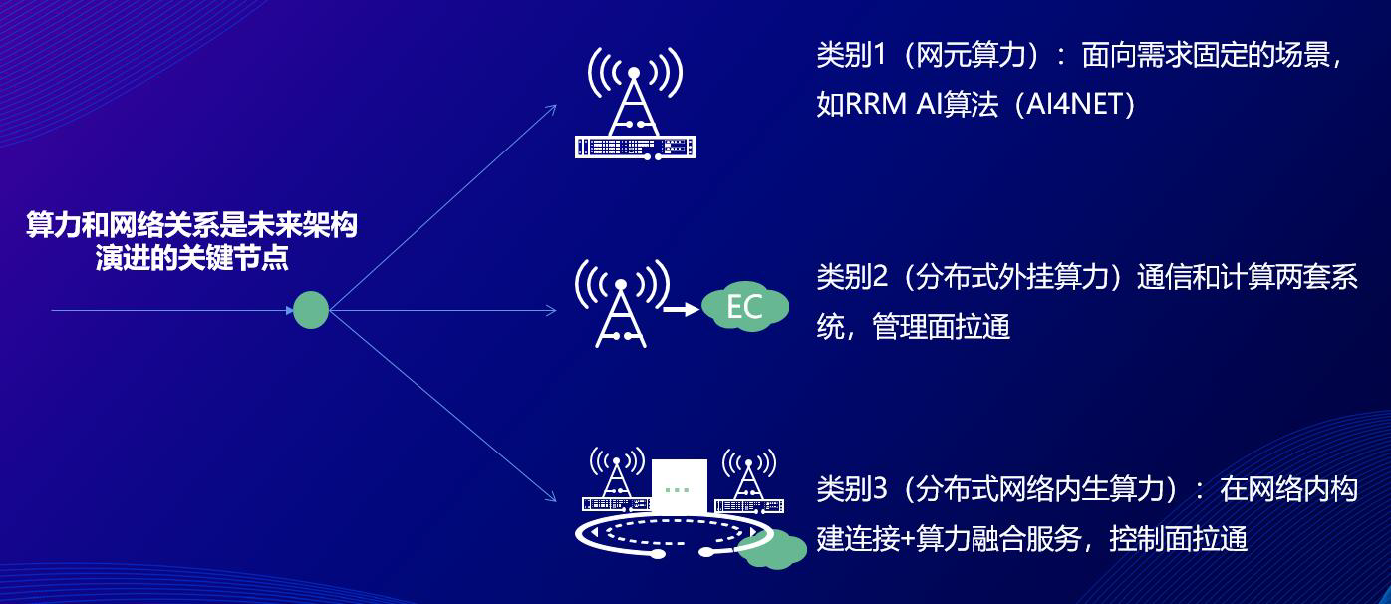 算力和网络关系是未来架构
演进的关键节点
类别1（网元算力）：面向需求固定的场景，
如RRM AI算法（AI4NET）
EC
类别2（分布式外挂算力）通信和计算两套系
统，管理面拉通
...
类别3（分布式网络内生算力）：在网络内构
建连接+算力融合服务，控制面拉通